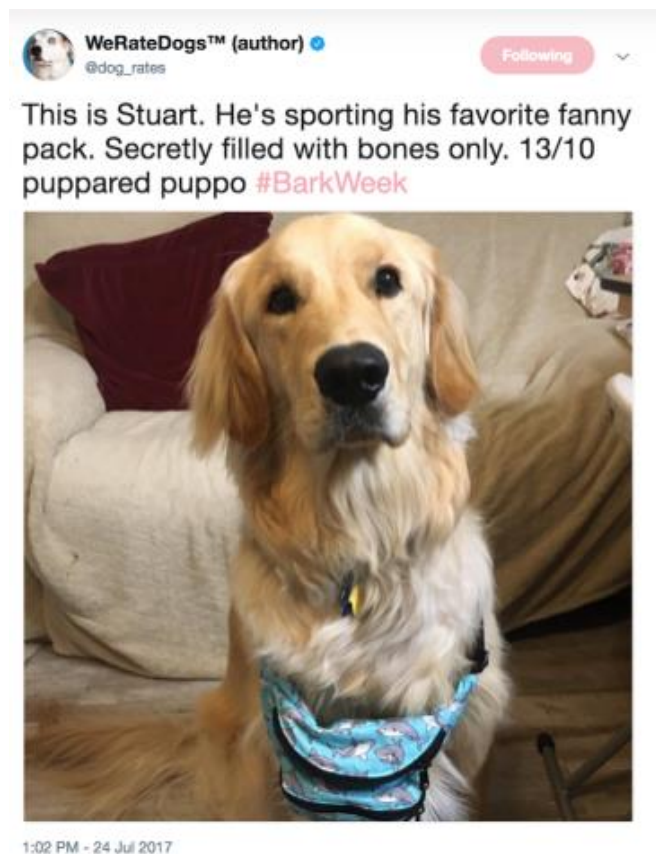 WeRateDogs™ (author)
@dog_rates
Following
This is Stuart. He's sporting his favorite fanny
pack. Secretly filled with bones only. 13/10
puppared puppo #BarkWeek
1:02 PM - 24 Jul 2017